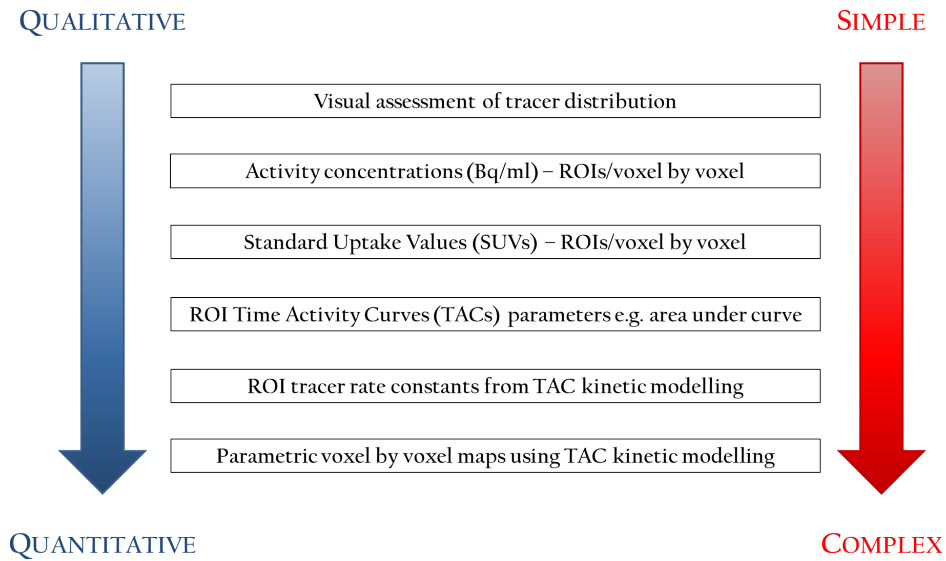 QUALITATIVE
SIMPLE
Visual assessment of tracer distribution
Activity concentrations (Bq/ml) – ROIs/voxel by voxel
Standard Uptake Values (SUVs) – ROIs/voxel by voxel
ROI Time Activity Curves (TACs) parameters e.g. area under curve
ROI tracer rate constants from TAC kinetic modelling
Parametric voxel by voxel maps using TAC kinetic modelling
QUANTITATIVE
COMPLEX